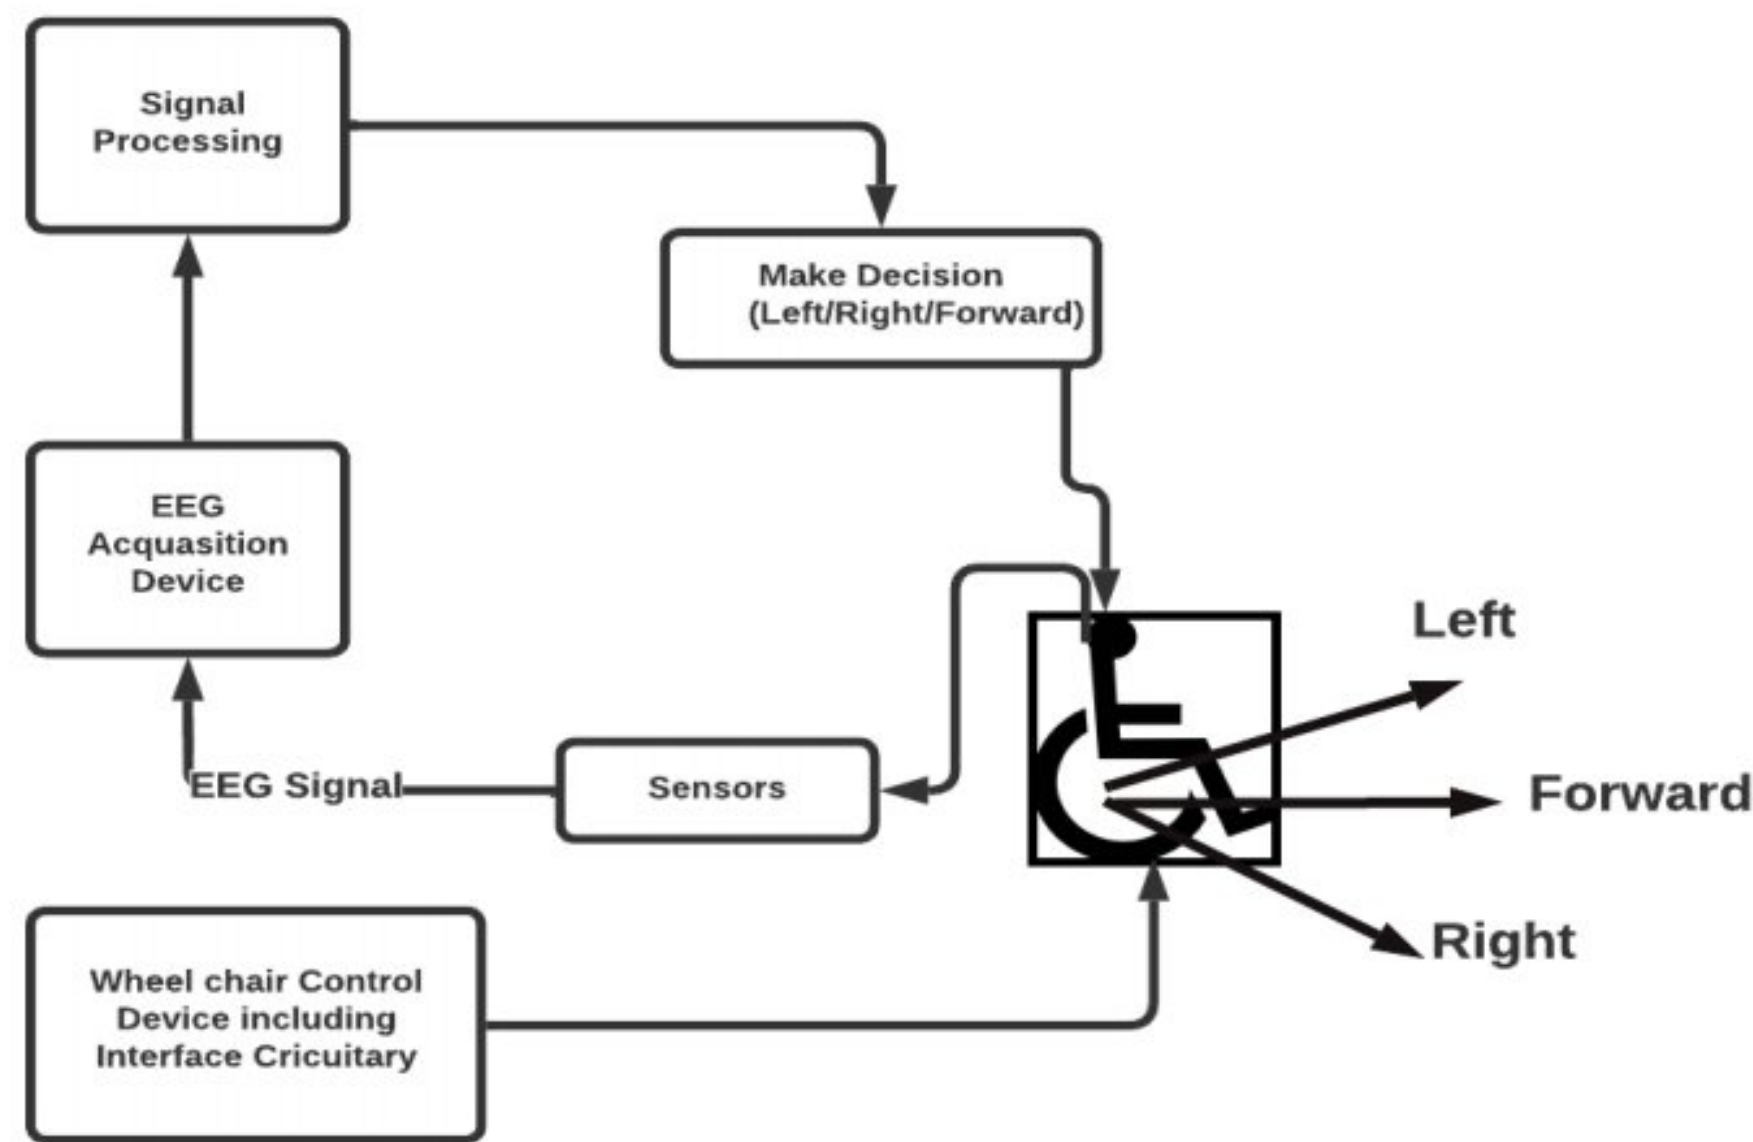 Signal
Processing
Make Decision
(Left/Right/Forward)
EEG
Acquasition
Device
Left
EEG Signal
Sensors
Forward
Right
Wheel chair Control
Device including
Interface Cricuitary